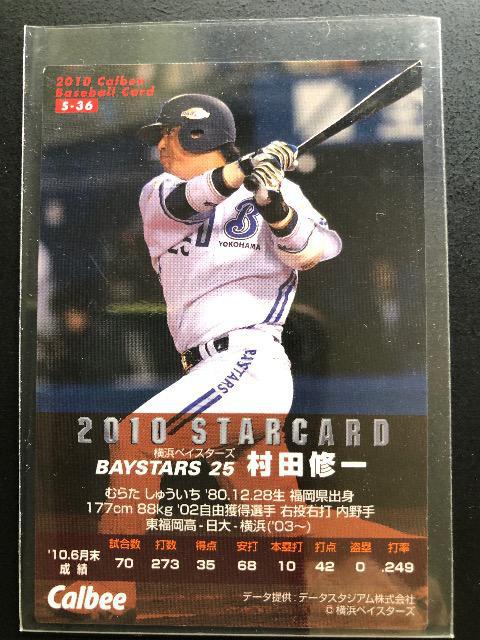 2010 Calbee
Baseball Card
S-36
B
YOKOHAMA
BAYSTARS
2010 STARCARD
横浜ベイスターズ
BAYSTARS 25 村田修一
むらた しゅういち '80.12.28生 福岡県出身
177cm 88kg '02自由獲得選手 右投右打 内野手
東福岡高-日大-横浜('03～)
'10.6月末
成績
試合数 打数 得点 安打 本塁打 打点 盗塁 打率
70 273 35 68 10 42 0 .249
Calbee
データ提供:データスタジアム株式会社
© 横浜ベイスターズ